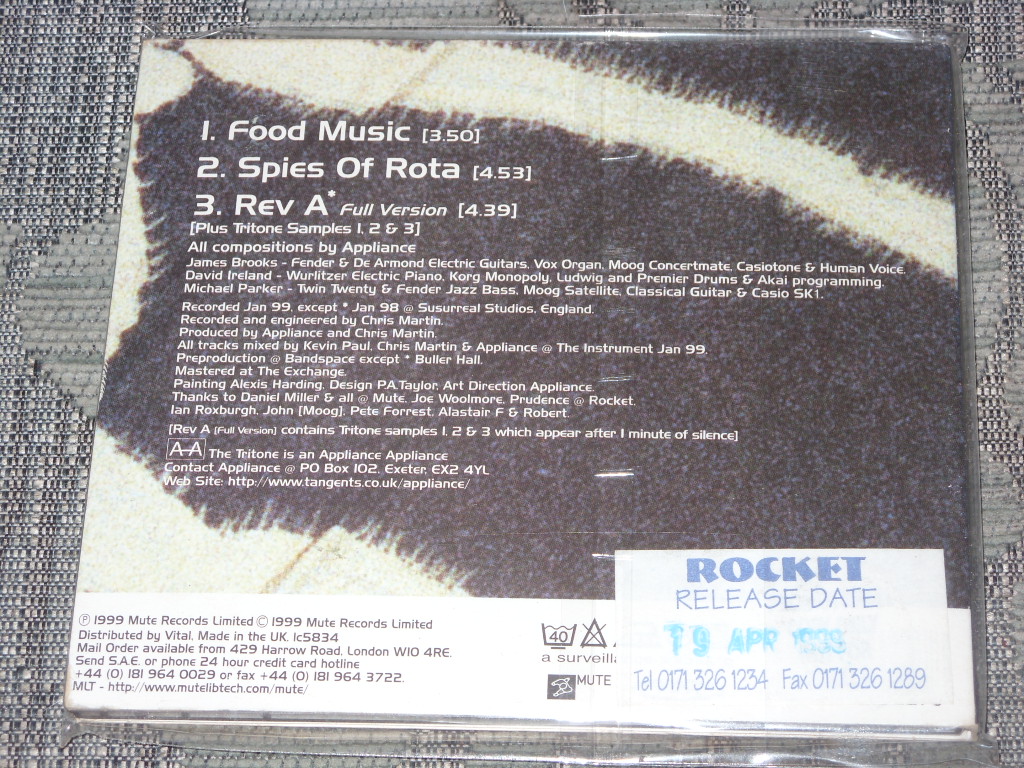 1. Food Music [3.50]
2. Spies Of Rota [4.53]
3. Rev A* Full Version [4.39]
[Plus Tritone Samples 1, 2 & 3]
All compositions by Appliance
James Brooks - Fender & De Armond Electric Guitars, Vox Organ, Moog Concertmate, Casiotone & Human Voice.
David Ireland - Wurlitzer Electric Piano, Korg Monopoly, Ludwig and Premier Drums & Akai programming.
Michael Parker - Twin Twenty & Fender Jazz Bass, Moog Satellite, Classical Guitar & Casio SK1.
Recorded Jan 99, except * Jan 98 @ Susurreal Studios, England.
Recorded and engineered by Chris Martin.
Produced by Appliance and Chris Martin.
All tracks mixed by Kevin Paul, Chris Martin & Appliance @ The Instrument Jan 99.
Preproduction @ Bandspace except * Buller Hall.
Mastered at The Exchange.
Painting Alexis Harding. Design P.A.Taylor. Art Direction Appliance.
Thanks to Daniel Miller & all @ Mute, Joe Woolmore, Prudence @ Rocket,
Ian Roxburgh, John [Moog], Pete Forrest, Alastair F & Robert.
[Rev A [Full Version] contains Tritone samples 1, 2 & 3 which appear after 1 minute of silence]
A-A The Tritone is an Appliance Appliance
Contact Appliance @ PO Box 102, Exeter, EX2 4YL
Web Site: http://www.tangents.co.uk/appliance/
℗ 1999 Mute Records Limited © 1999 Mute Records Limited
Distributed by Vital. Made in the UK. lc5834
Mail Order available from 429 Harrow Road, London W10 4RE.
Send S.A.E. or phone 24 hour credit card hotline
+44 (0) 181 964 0029 or fax +44 (0) 181 964 3722.
MLT - http://www.mutelibtech.com/mute/
40
a surveill
MUTE
ROCKET
RELEASE DATE
19 APR 1999
Tel 0171 326 1234 Fax 0171 326 1289